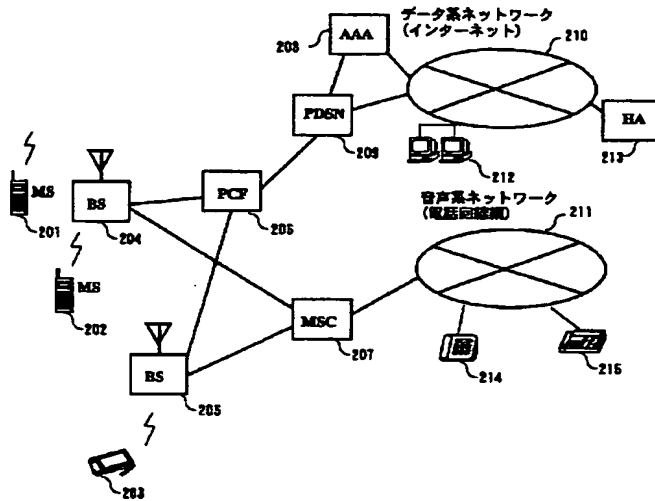 208
AAA
データ系ネットワーク
(インターネット)
210
PDSN
209
HA
213
212
MS
201
BS
204
PCF
206
音声系ネットワーク
(電話回線網)
211
MS
202
MSC
207
BS
205
214
215
203